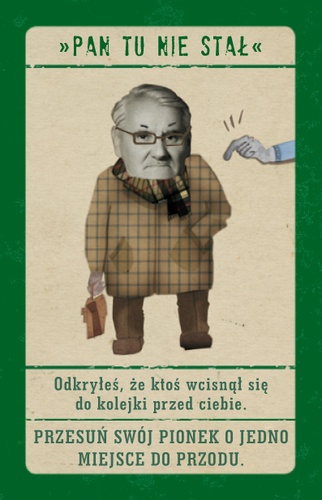 »PAN TU NIE STAŁ«
Odkryłeś, że ktoś wcisnął się
do kolejki przed ciebie.
PRZESUŃ SWÓJ PIONEK O JEDNO
MIEJSCE DO PRZODU.